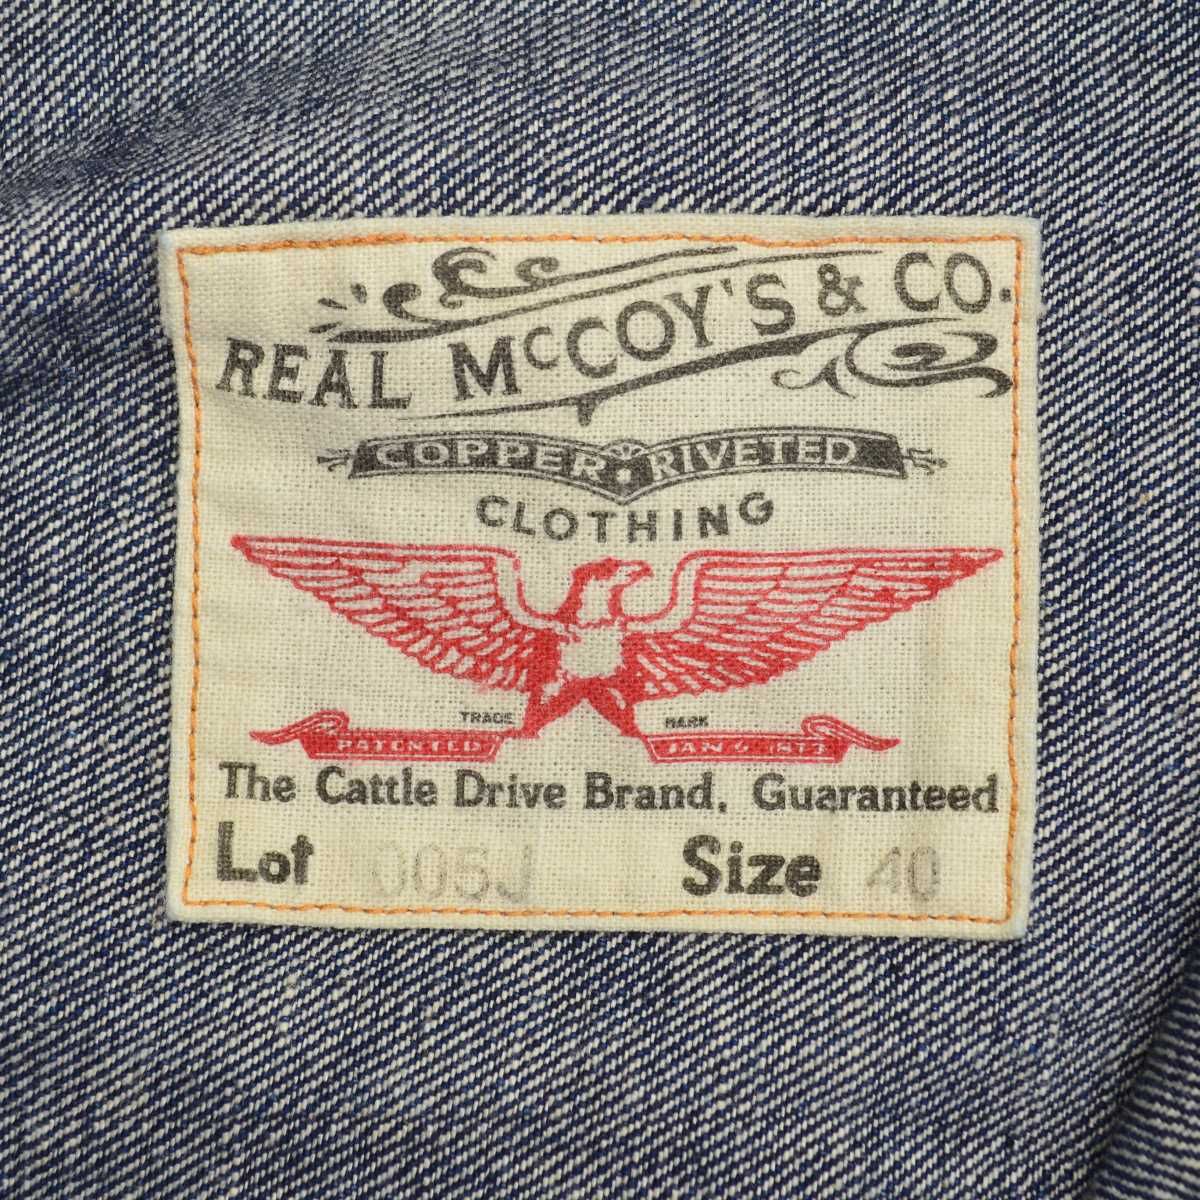 REAL McCOY'S & CO.
COPPER RIVETED
CLOTHING
TRADE MARK
PATENTED JAN 6 1873
The Cattle Drive Brand, Guaranteed
Lot 005J Size 40